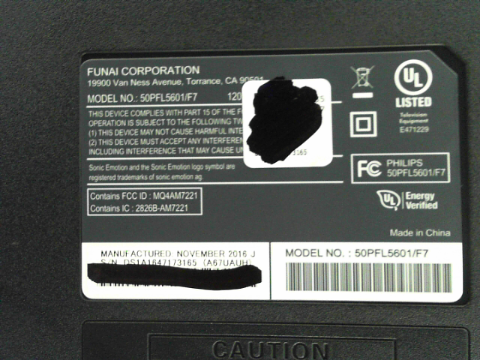 FUNAI CORPORATION
19900 Van Ness Avenue, Torrance, CA
MODEL NO.: 50PFL5601/F7
THIS DEVICE COMPLIES WITH PART 15 OF THE F
OPERATION IS SUBJECT TO THE FOLLOWING TW
(1) THIS DEVICE MAY NOT CAUSE HARMFUL INTE
(2) THIS DEVICE MUST ACCEPT ANY INTERFE
INCLUDING INTERFERENCE THAT MAY CAUSE
Sonic Emotion and the Sonic Emotion logo symbol are
registered trademarks of sonic emotion ag.
Contains FCC ID : MQ4AM7221
Contains IC : 2826B-AM7221
UL
LISTED
Television
Equipment
E471229
FC PHILIPS
50PFL5601/F7
UL Energy
Verified
Made in China
MANUFACTURED: NOVEMBER 2016 J
MODEL NO. : 50PFL5601/F7
CAUTION